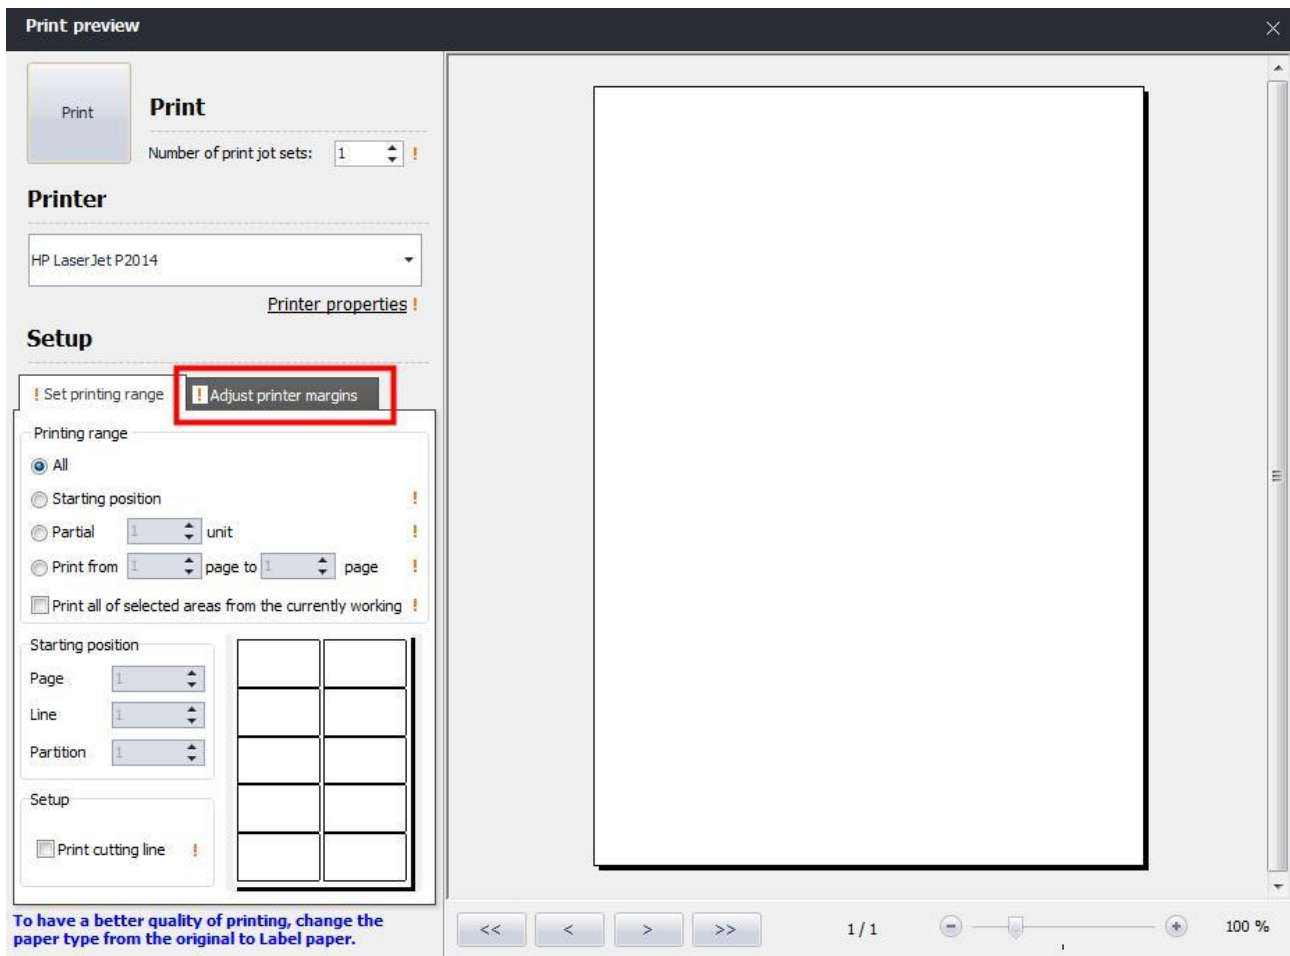 Print preview
Print
Print
Number of print jot sets: 1 !
Printer
HP LaserJet P2014
Printer properties !
Setup
! Set printing range
! Adjust printer margins
Printing range
All
Starting position !
Partial 1 unit !
Print from 1 page to 1 page !
Print all of selected areas from the currently working !
Starting position
Page 1
Line 1
Partition 1
Setup
Print cutting line !
To have a better quality of printing, change the
paper type from the original to Label paper.
<< < > >> 1 / 1 100 %